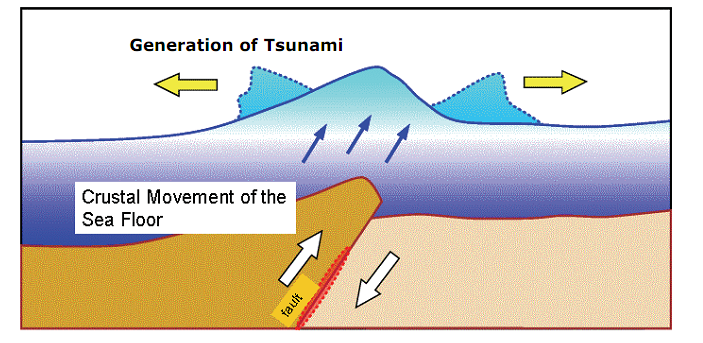 Generation of Tsunami
Crustal Movement of the
Sea Floor
fault